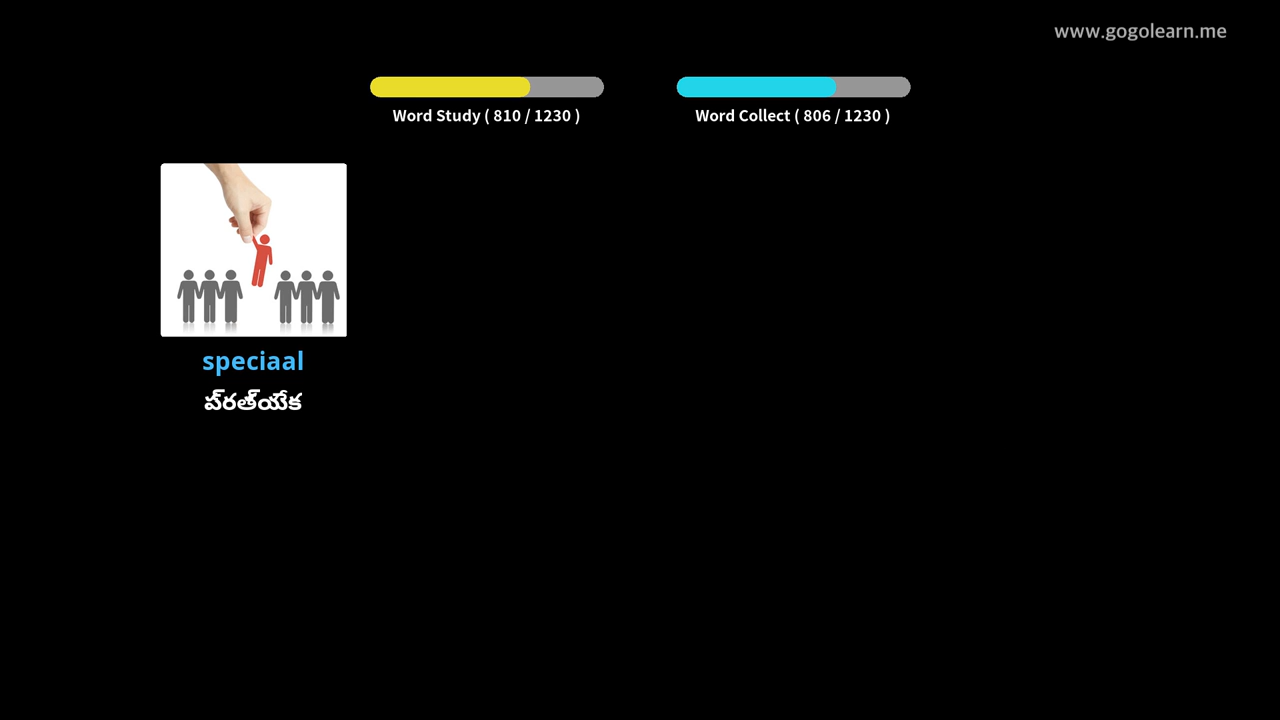 www.gogolearn.me
Word Study ( 810 / 1230 )
Word Collect ( 806 / 1230 )
speciaal
ప్రత్యేక